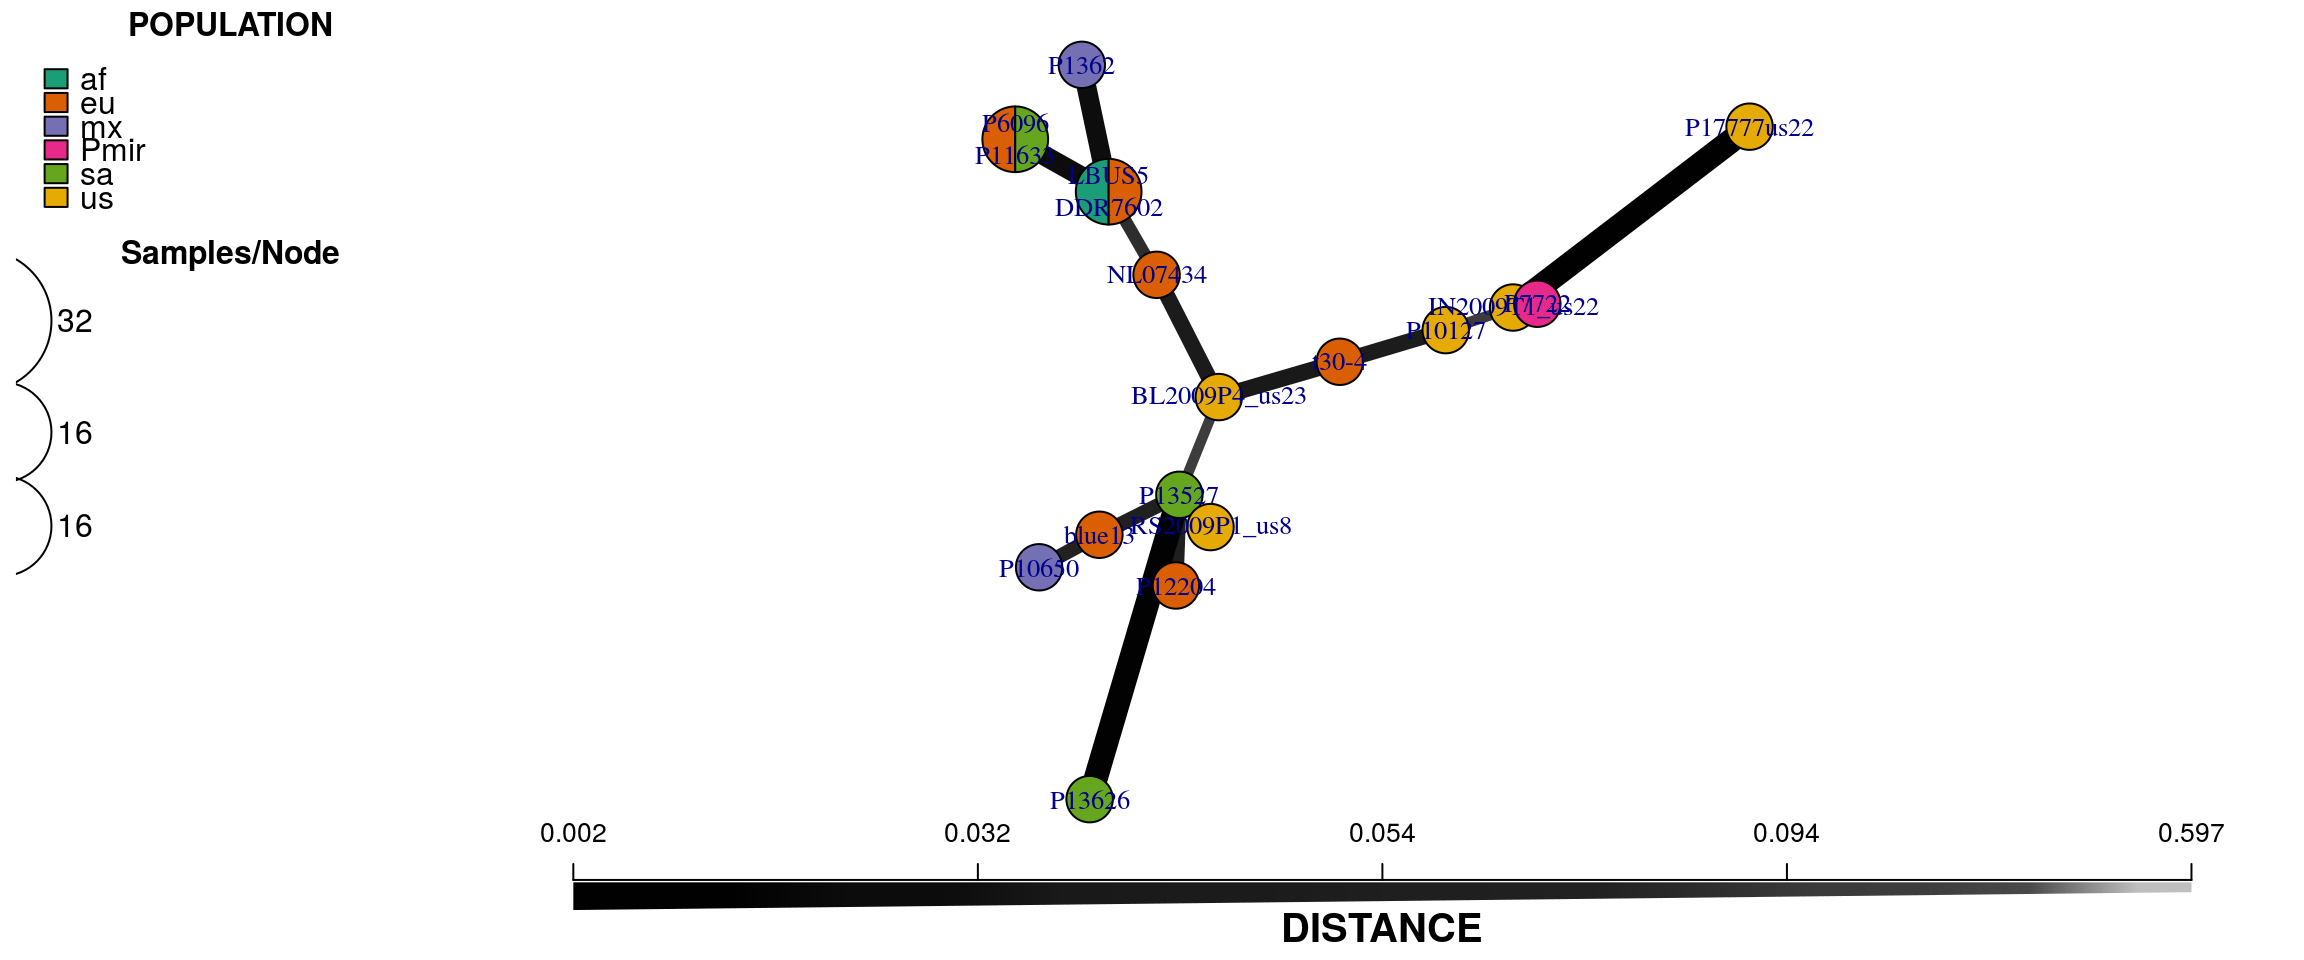 POPULATION
af
eu
mx
Pmir
sa
us
Samples/Node
32
16
16
P1362
P6096
P11633
LBUS5
DDR7602
NL07434
P17777us22
IN2009T1_us22
P7722
P10127
t30-4
BL2009P4_us23
P13527
RS2009P1_us8
blue13
P10650
P12204
P13626
0.002
0.032
0.054
0.094
0.597
DISTANCE